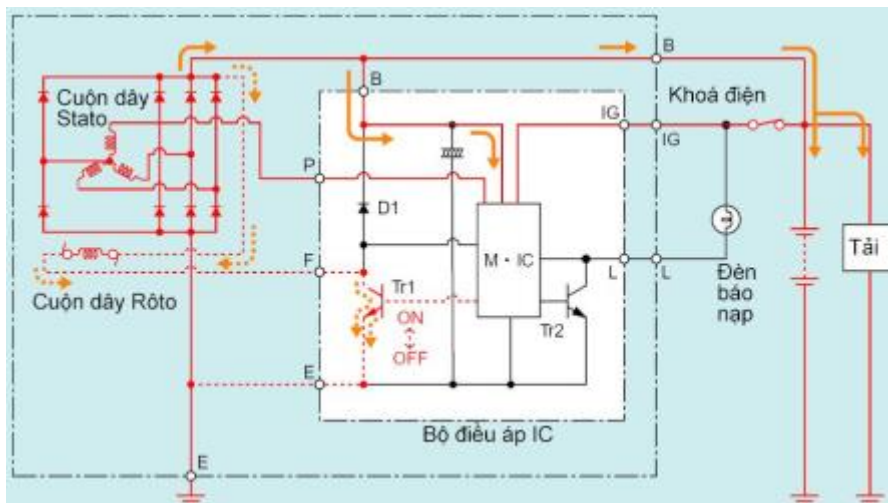 B
B
Cuộn dây
Stato
Khoá điện
IG
IG
P
D1
M · IC
Tải
F
L
L
Cuộn dây Rôto
Tr1
ON
OFF
Tr2
Đèn
báo
nạp
E
Bộ điều áp IC
E